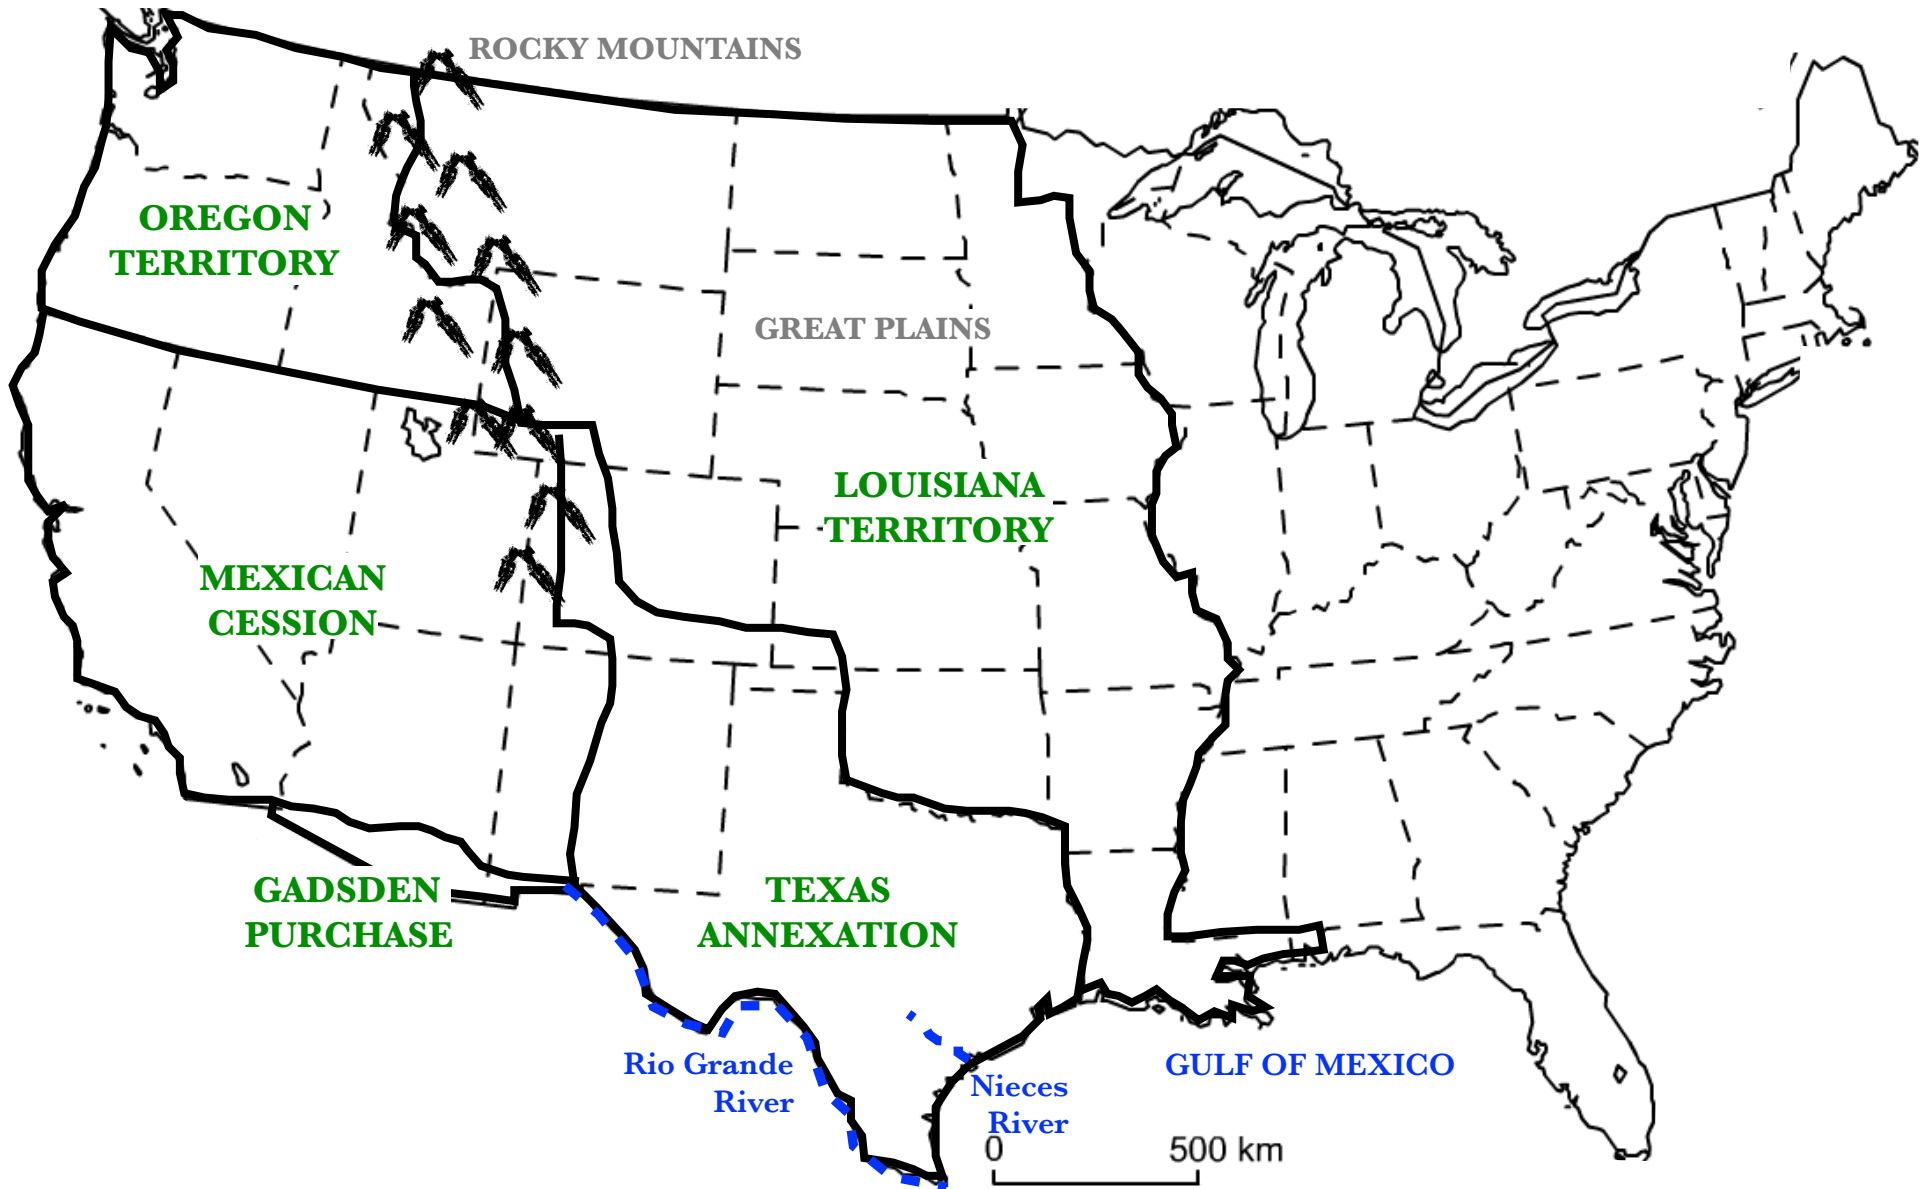 ROCKY MOUNTAINS
OREGON
TERRITORY
GREAT PLAINS
LOUISIANA
TERRITORY
MEXICAN
CESSION
GADSDEN
PURCHASE
TEXAS
ANNEXATION
Rio Grande
River
Nieces
River
GULF OF MEXICO
0 500 km